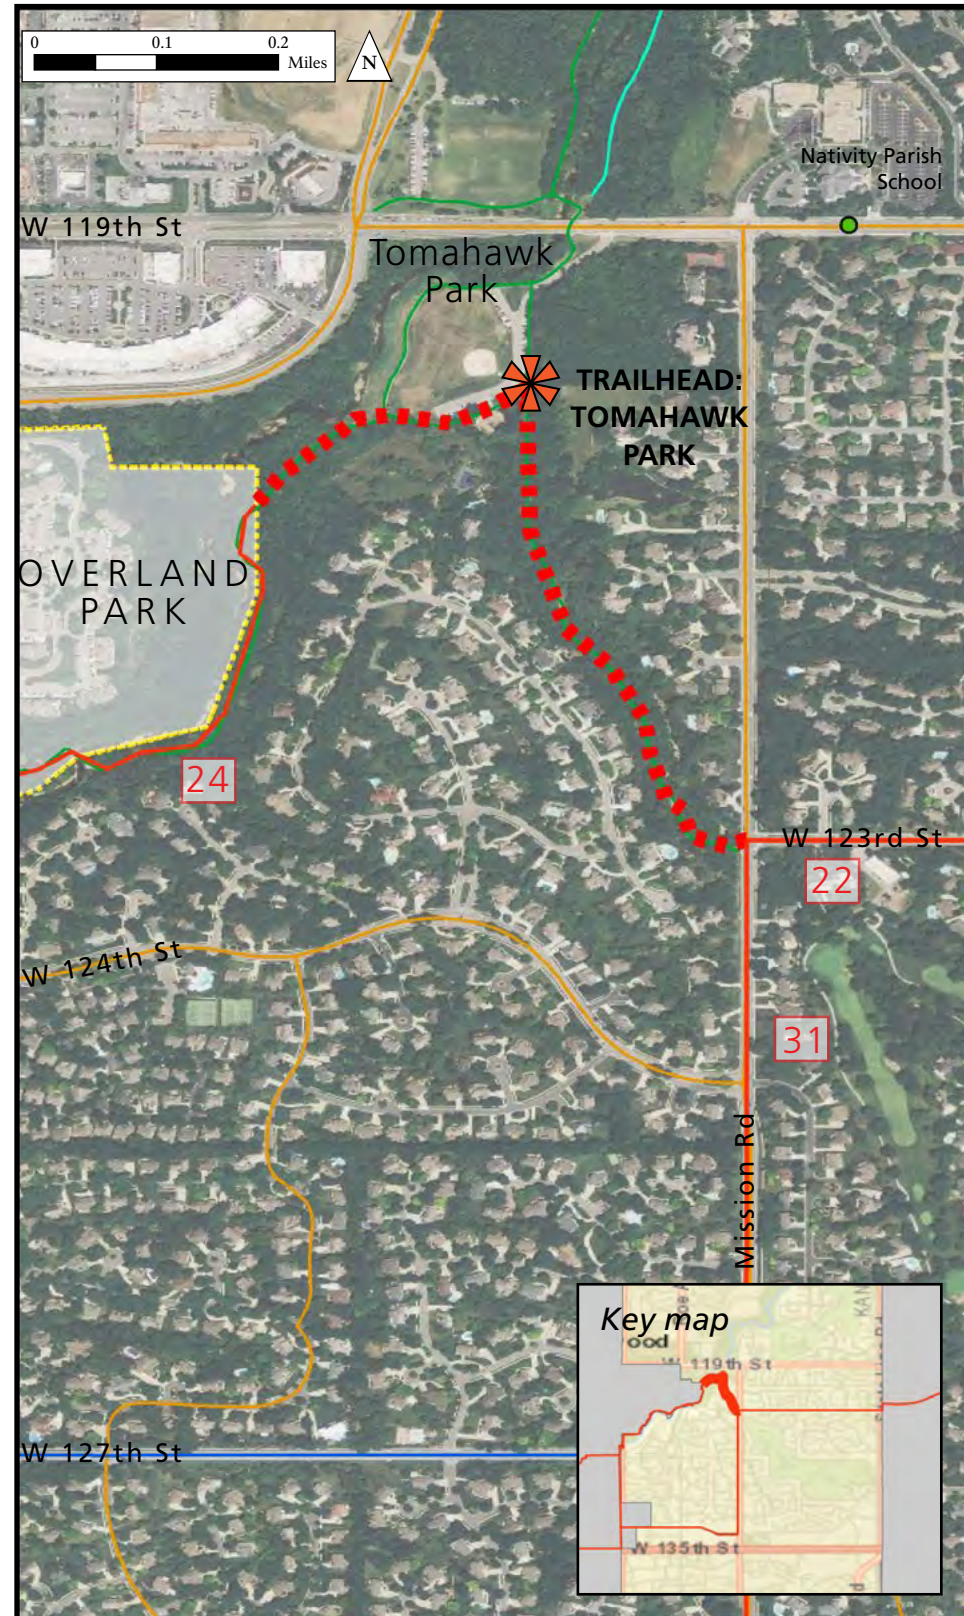 0 0.1 0.2
Miles
N
Nativity Parish
School
W 119th St
Tomahawk
Park
TRAILHEAD:
TOMAHAWK
PARK
OVERLAND
PARK
24
W 123rd St
22
W 124th St
31
Mission Rd
Key map
ood
W 119th St
W 127th St
W 135th St